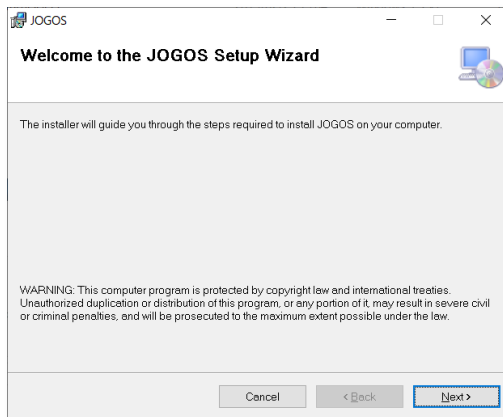 JOGOS
Welcome to the JOGOS Setup Wizard
The installer will guide you through the steps required to install JOGOS on your computer.
WARNING: This computer program is protected by copyright law and international treaties.
Unauthorized duplication or distribution of this program, or any portion of it, may result in severe civil
or criminal penalties, and will be prosecuted to the maximum extent possible under the law.
Cancel < Back Next >